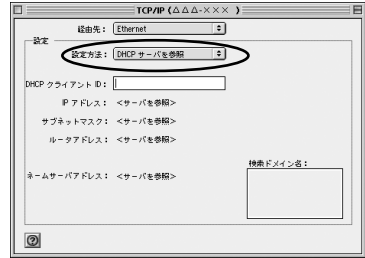 TCP/IP (△△△-××× )
経由先： Ethernet
設定
設定方法： DHCP サーバを参照
DHCP クライアント ID：
IP アドレス： <サーバを参照>
サブネットマスク： <サーバを参照>
ルータアドレス： <サーバを参照>
検索ドメイン名：
ネームサーバアドレス： <サーバを参照>
?